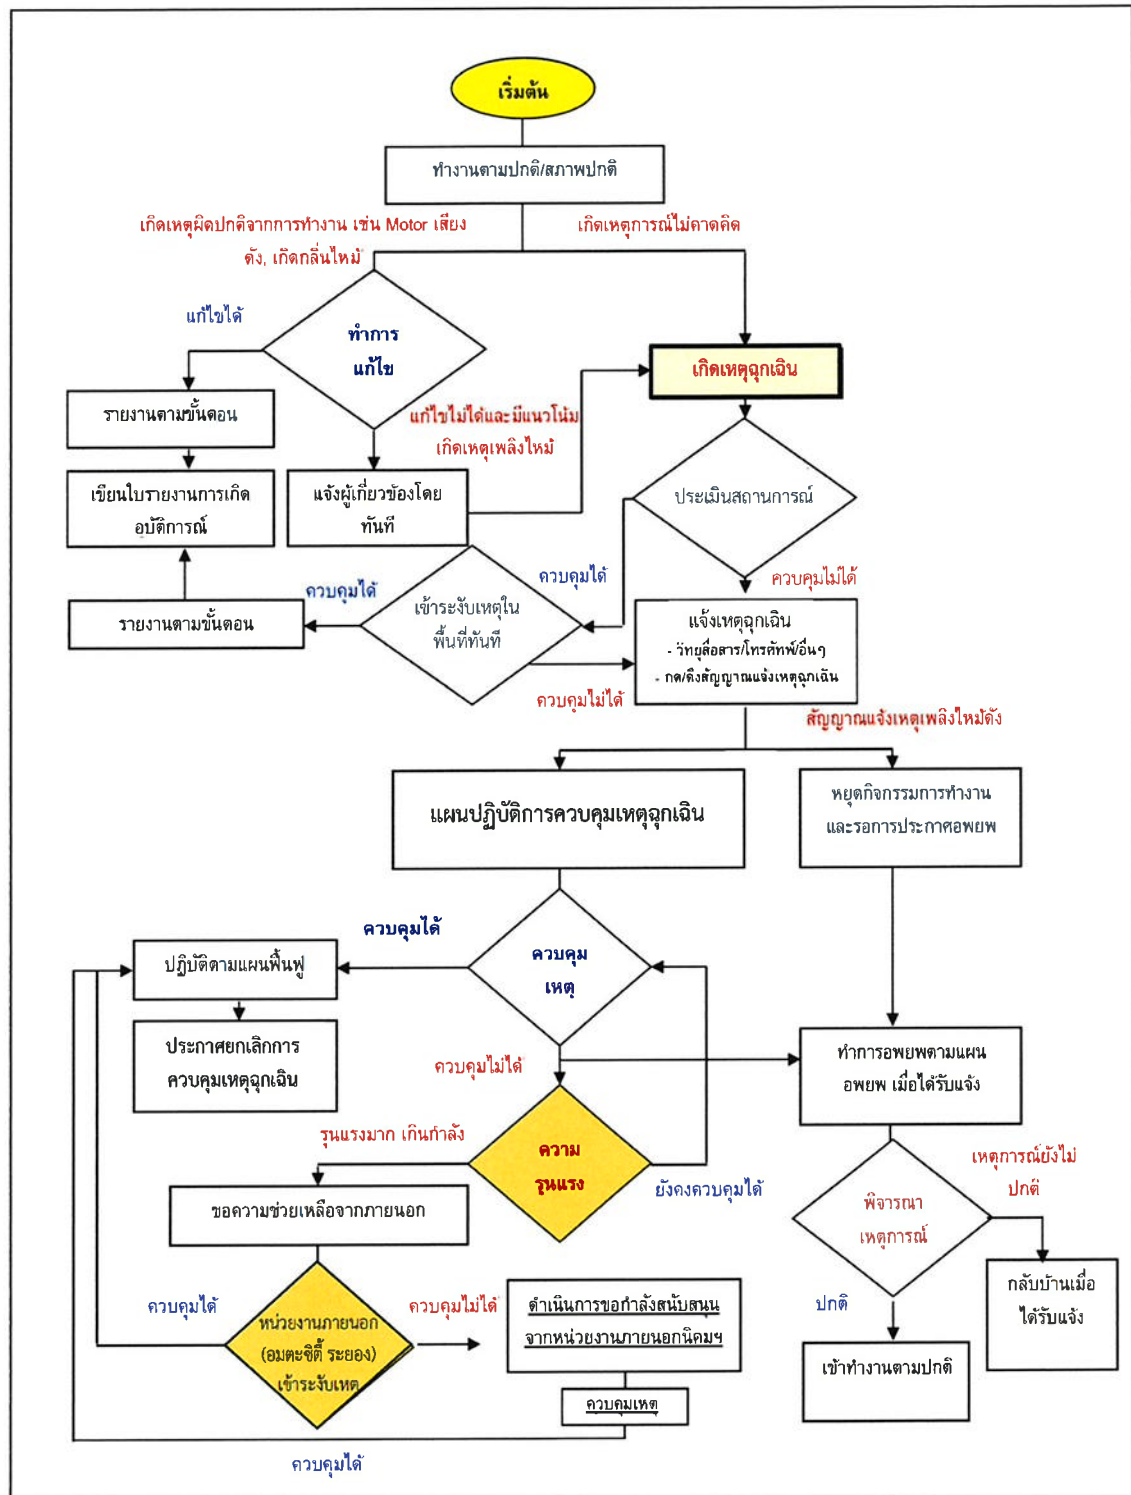 เริ่มต้น
ทำงานตามปกติ/สภาพปกติ
เกิดเหตุผิดปกติจากการทำงาน เช่น Motor เสียง
ดัง, เกิดกลิ่นไหม้
เกิดเหตุการณ์ไม่คาดคิด
แก้ไขได้
ทำการ
แก้ไข
เกิดเหตุฉุกเฉิน
รายงานตามขั้นตอน
แก้ไขไม่ได้และมีแนวโน้ม
เกิดเหตุเพลิงไหม้
เขียนใบรายงานการเกิด
อุบัติการณ์
แจ้งผู้เกี่ยวข้องโดย
ทันที
ประเมินสถานการณ์
ควบคุมได้
ควบคุมได้
ควบคุมไม่ได้
รายงานตามขั้นตอน
เข้าระงับเหตุใน
พื้นที่ทันที
แจ้งเหตุฉุกเฉิน
- วิทยุสื่อสาร/โทรศัทพ์/อื่นๆ
- กด/ดึงสัญญาณแจ้งเหตุฉุกเฉิน
ควบคุมไม่ได้
สัญญาณแจ้งเหตุเพลิงไหม้ดัง
แผนปฏิบัติการควบคุมเหตุฉุกเฉิน
หยุดกิจกรรมการทำงาน
และรอการประกาศอพยพ
ควบคุมได้
ปฏิบัติตามแผนฟื้นฟู
ควบคุม
เหตุ
ประกาศยกเลิกการ
ควบคุมเหตุฉุกเฉิน
ควบคุมไม่ได้
ทำการอพยพตามแผน
อพยพ เมื่อได้รับแจ้ง
รุนแรงมาก เกินกำลัง
ความ
รุนแรง
ยังคงควบคุมได้
เหตุการณ์ยังไม่
ปกติ
ขอความช่วยเหลือจากภายนอก
พิจารณา
เหตุการณ์
ควบคุมได้
หน่วยงานภายนอก
(อมตะซิตี้ ระยอง)
เข้าระงับเหตุ
ควบคุมไม่ได้
ดำเนินการขอกำลังสนับสนุน
จากหน่วยงานภายนอกนิคมฯ
ปกติ
กลับบ้านเมื่อ
ได้รับแจ้ง
เข้าทำงานตามปกติ
ควบคุมเหตุ
ควบคุมได้